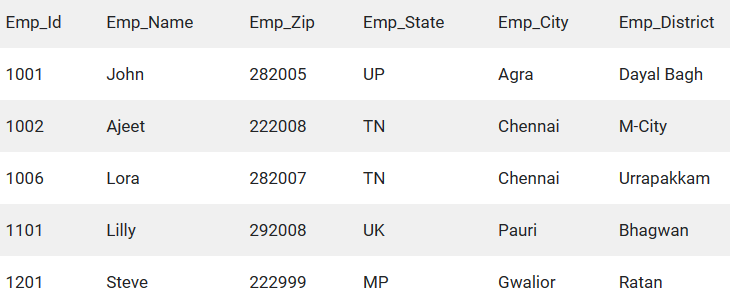 Emp_Id Emp_Name Emp_Zip Emp_State Emp_City Emp_District
1001 John 282005 UP Agra Dayal Bagh
1002 Ajeet 222008 TN Chennai M-City
1006 Lora 282007 TN Chennai Urrapakkam
1101 Lilly 292008 UK Pauri Bhagwan
1201 Steve 222999 MP Gwalior Ratan